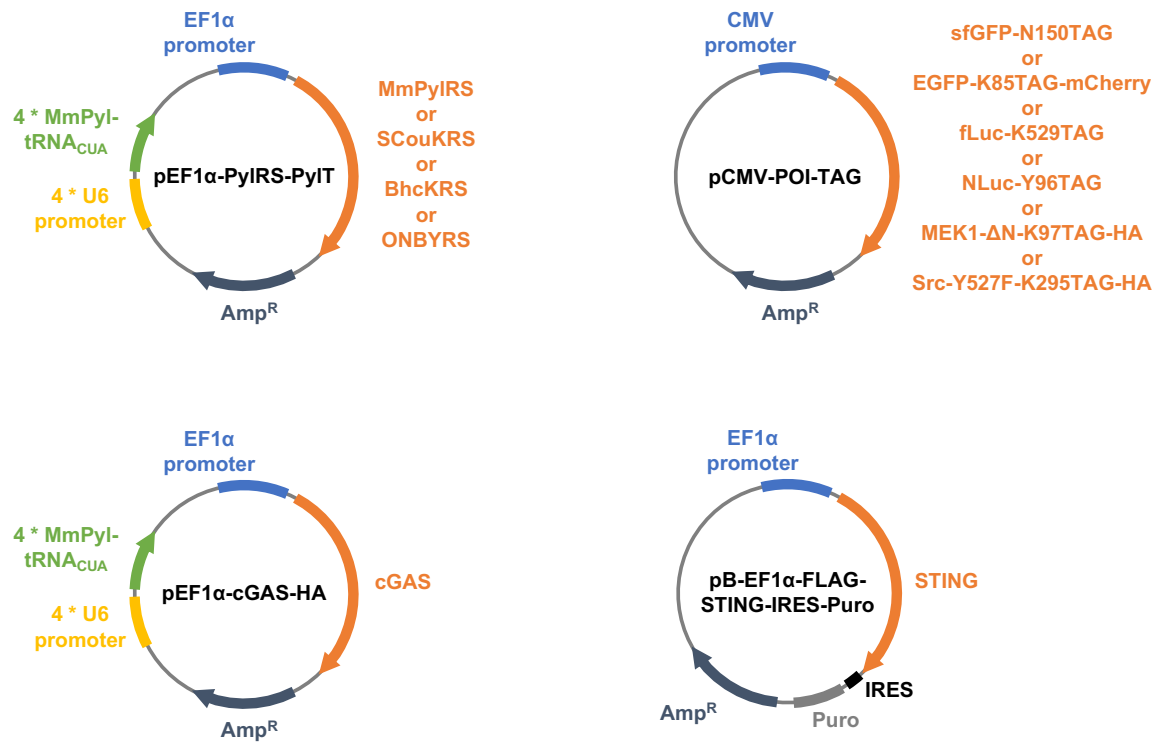 EF1α
promoter
4 * MmPyl-
tRNACUA
4 * U6
promoter
pEF1α-PylRS-PylT
MmPylRS
or
SCouKRS
or
BhcKRS
or
ONBYRS
AmpR
CMV
promoter
pCMV-POI-TAG
sfGFP-N150TAG
or
EGFP-K85TAG-mCherry
or
fLuc-K529TAG
or
NLuc-Y96TAG
or
MEK1-ΔN-K97TAG-HA
or
Src-Y527F-K295TAG-HA
AmpR
EF1α
promoter
4 * MmPyl-
tRNACUA
4 * U6
promoter
pEF1α-cGAS-HA
cGAS
AmpR
EF1α
promoter
pB-EF1α-FLAG-
STING-IRES-Puro
STING
IRES
Puro
AmpR